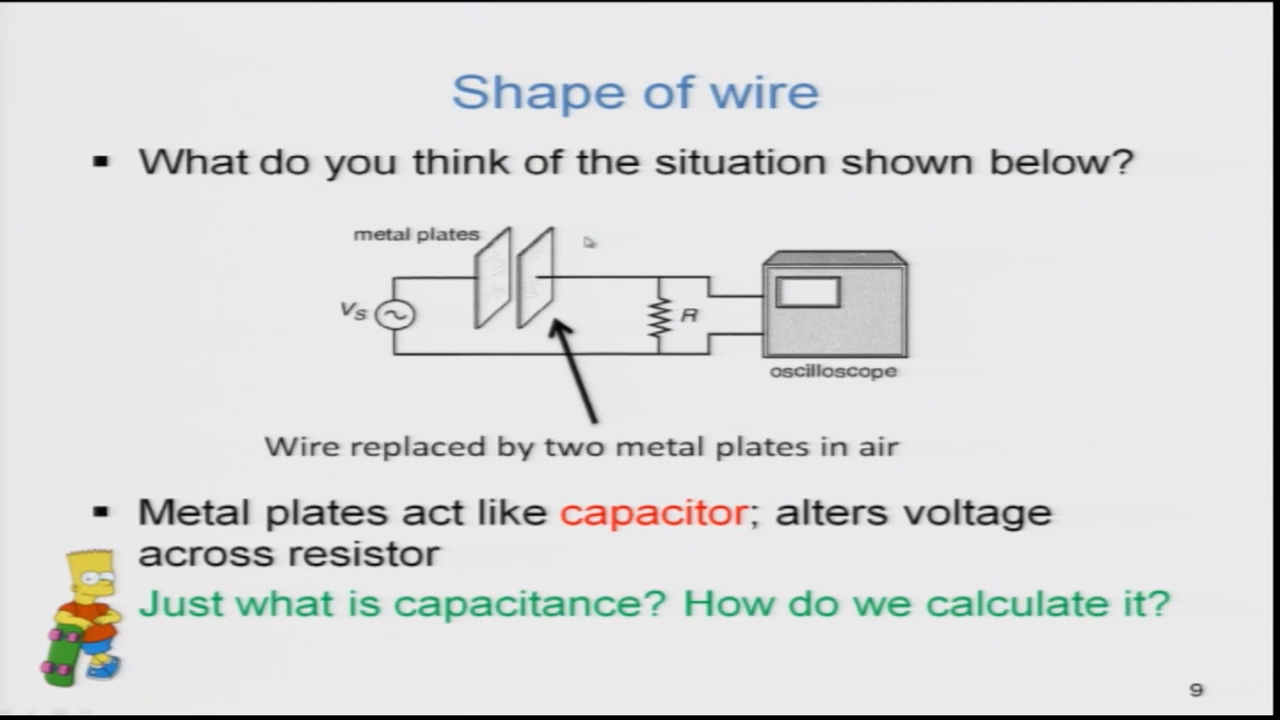 Shape of wire
▪ What do you think of the situation shown below?
metal plates
Vs
R
oscilloscope
Wire replaced by two metal plates in air
▪ Metal plates act like capacitor; alters voltage
across resistor
Just what is capacitance? How do we calculate it?
9